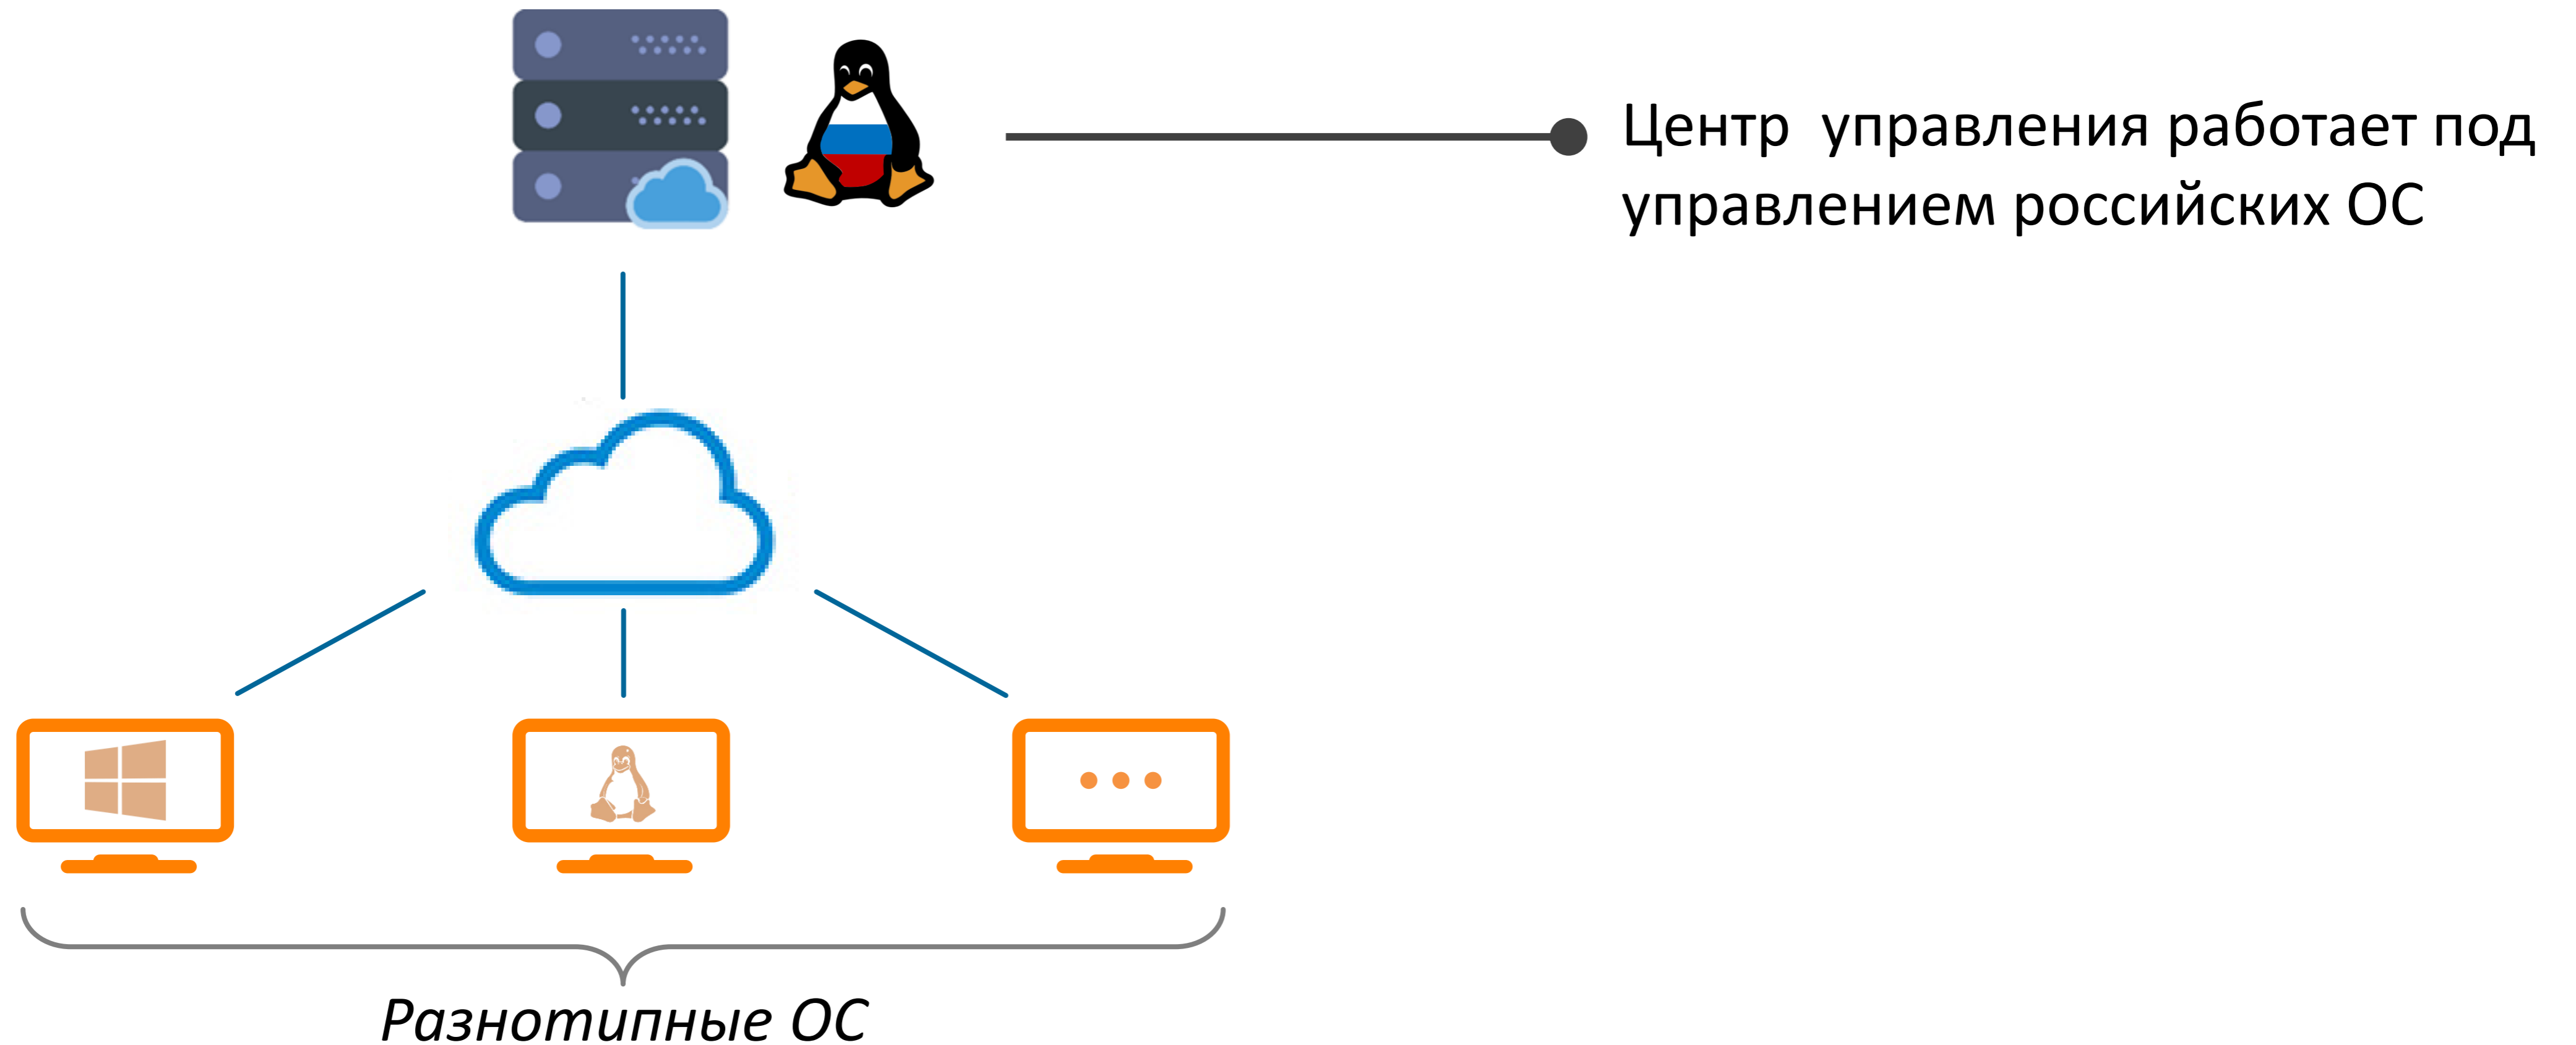 Центр управления работает под
управлением российских ОС
Разнотипные ОС